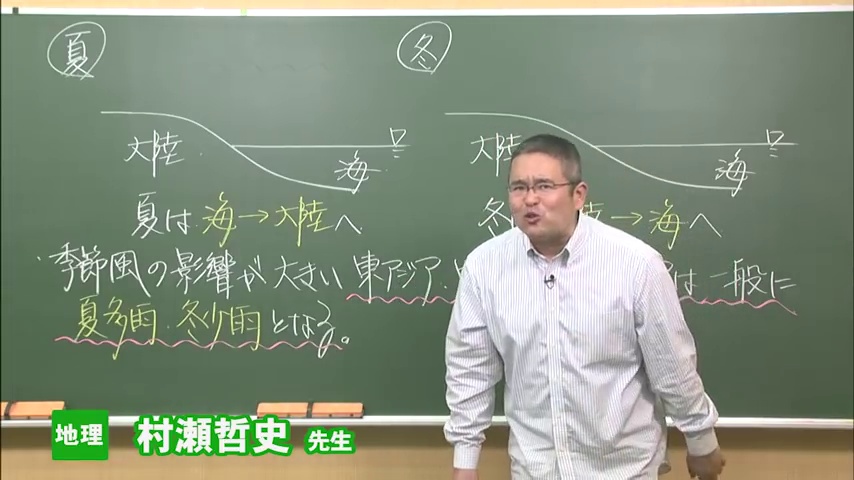 夏
冬
大陸
海
大陸
海
夏は 海→大陸へ
冬 陸→海へ
季節風の影響が大きい 東アジア は一般に
夏多雨・冬少雨となる。
地理 村瀬哲史 先生